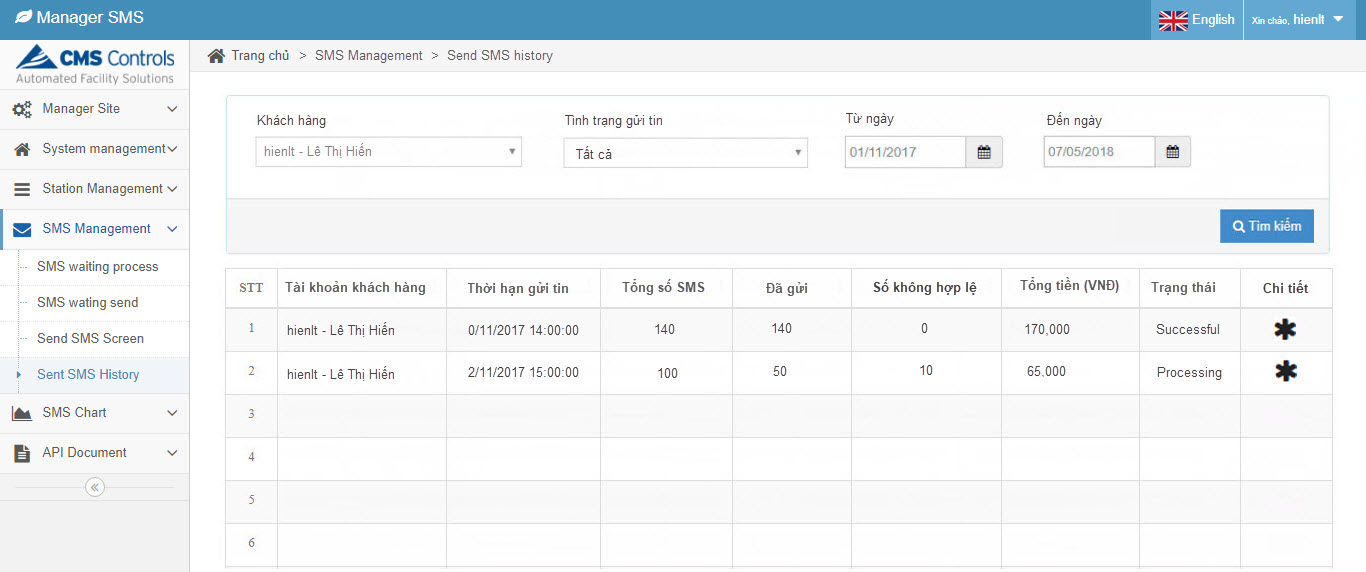 Manager SMS
English
Xin chào, hienlt
CMS Controls
Automated Facility Solutions
Trang chủ > SMS Management > Send SMS history
Manager Site
System management
Station Management
SMS Management
SMS waiting process
SMS wating send
Send SMS Screen
Sent SMS History
SMS Chart
API Document
Khách hàng
Tình trạng gửi tin
Từ ngày
Đến ngày
hienlt - Lê Thị Hiến
Tất cả
01/11/2017
07/05/2018
Tìm kiếm
STT Tài khoản khách hàng Thời hạn gửi tin Tổng số SMS Đã gửi Số không hợp lệ Tổng tiền (VNĐ) Trạng thái Chi tiết
1 hienlt - Lê Thị Hiến 0/11/2017 14:00:00 140 140 0 170,000 Successful
2 hienlt - Lê Thị Hiến 2/11/2017 15:00:00 100 50 10 65,000 Processing
3
4
5
6